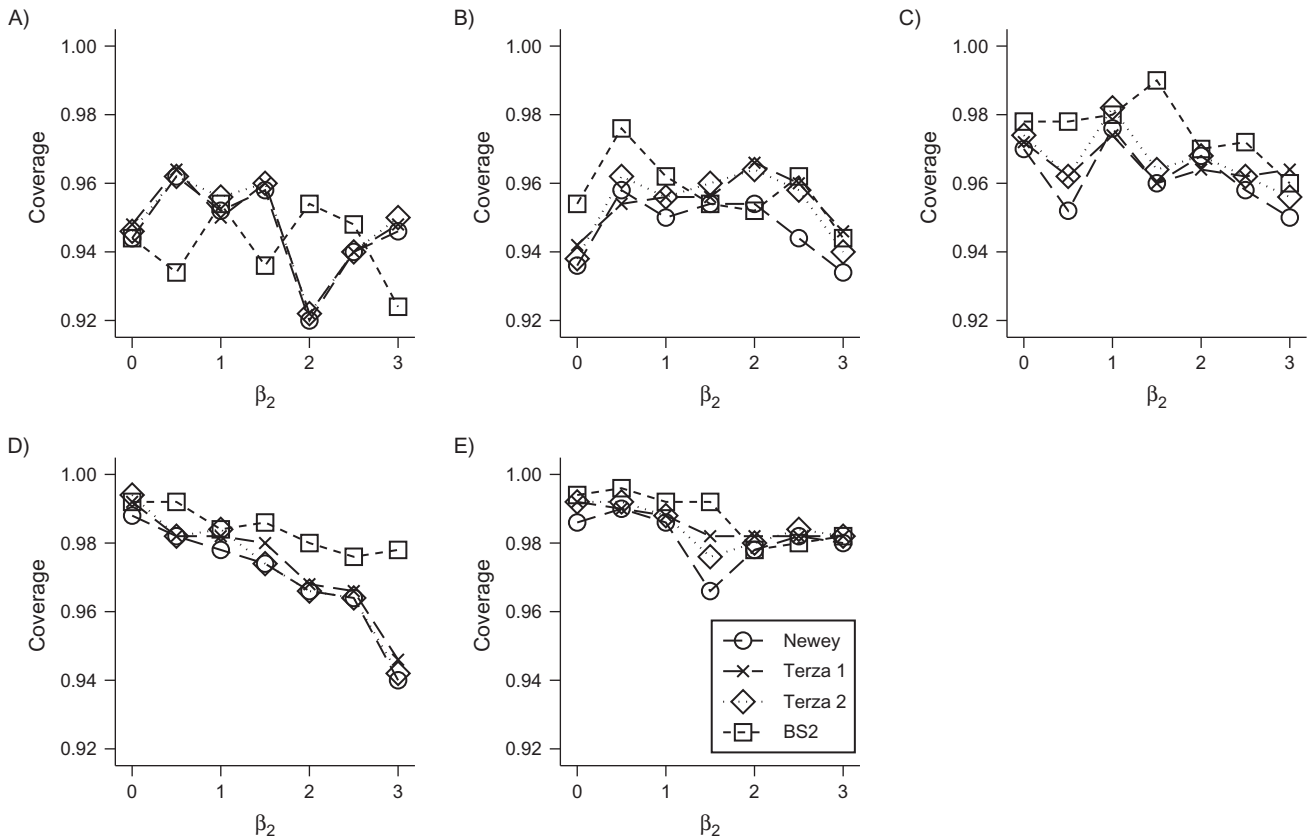 A)
Coverage
1.00
0.98
0.96
0.94
0.92
0 1 2 3
β2
B)
Coverage
1.00
0.98
0.96
0.94
0.92
0 1 2 3
β2
C)
Coverage
1.00
0.98
0.96
0.94
0.92
0 1 2 3
β2
D)
Coverage
1.00
0.98
0.96
0.94
0.92
0 1 2 3
β2
E)
Coverage
1.00
0.98
0.96
0.94
0.92
0 1 2 3
β2
Newey
Terza 1
Terza 2
BS2